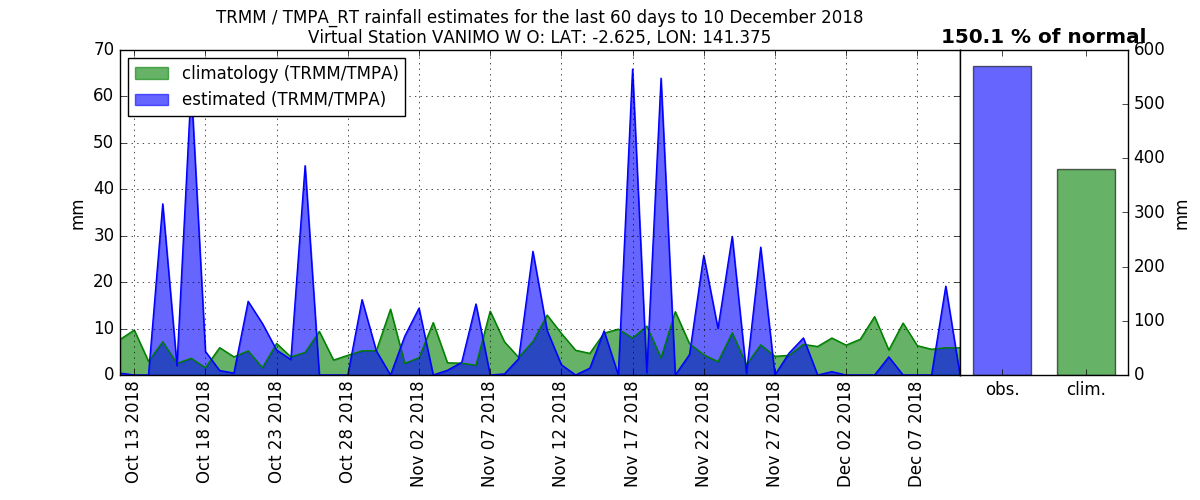 TRMM / TMPA_RT rainfall estimates for the last 60 days to 10 December 2018
Virtual Station VANIMO W O: LAT: -2.625, LON: 141.375
150.1 % of normal
climatology (TRMM/TMPA)
estimated (TRMM/TMPA)
70
60
50
40
30
20
10
0
mm
600
500
400
300
200
100
0
mm
Oct 13 2018
Oct 18 2018
Oct 23 2018
Oct 28 2018
Nov 02 2018
Nov 07 2018
Nov 12 2018
Nov 17 2018
Nov 22 2018
Nov 27 2018
Dec 02 2018
Dec 07 2018
obs.
clim.